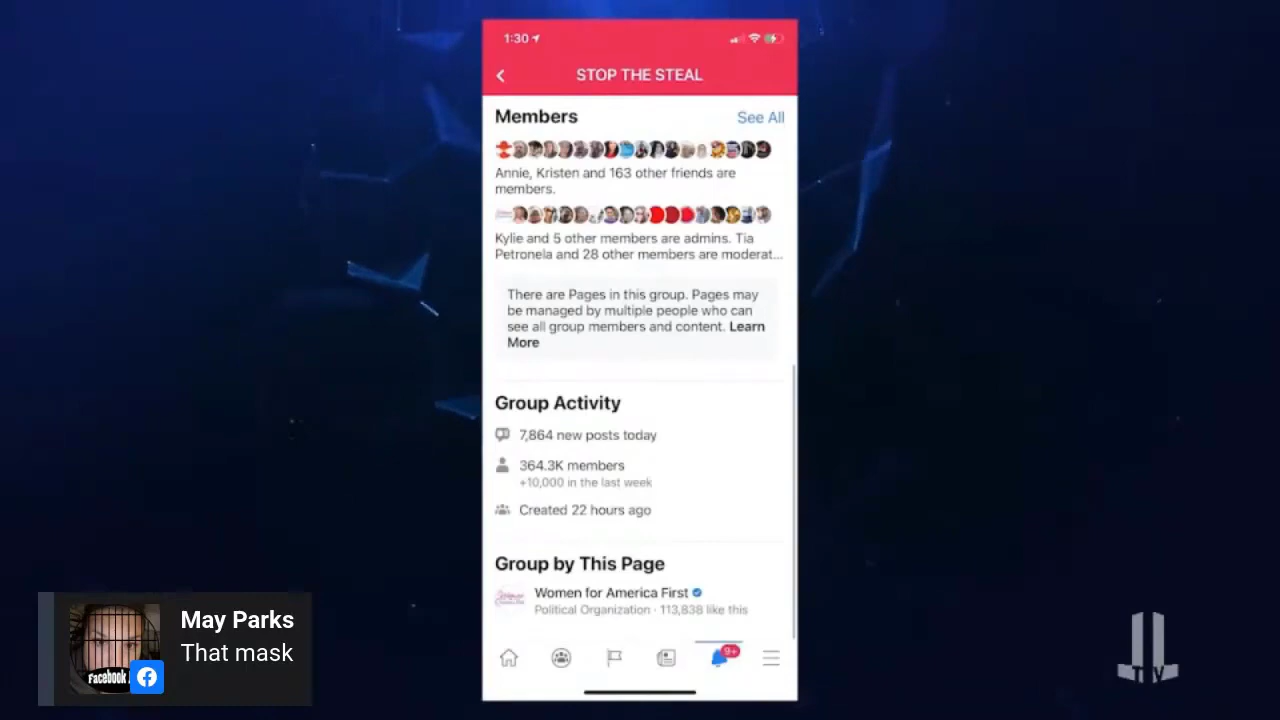 1:30
STOP THE STEAL
Members
See All
Annie, Kristen and 163 other friends are
members.
Kylie and 5 other members are admins. Tia
Petronela and 28 other members are moderat...
There are Pages in this group. Pages may
be managed by multiple people who can
see all group members and content. Learn
More
Group Activity
7,864 new posts today
364.3K members
+10,000 in the last week
Created 22 hours ago
Group by This Page
Women for America First
Political Organization · 113,838 like this
9+
May Parks
That mask
Facebook